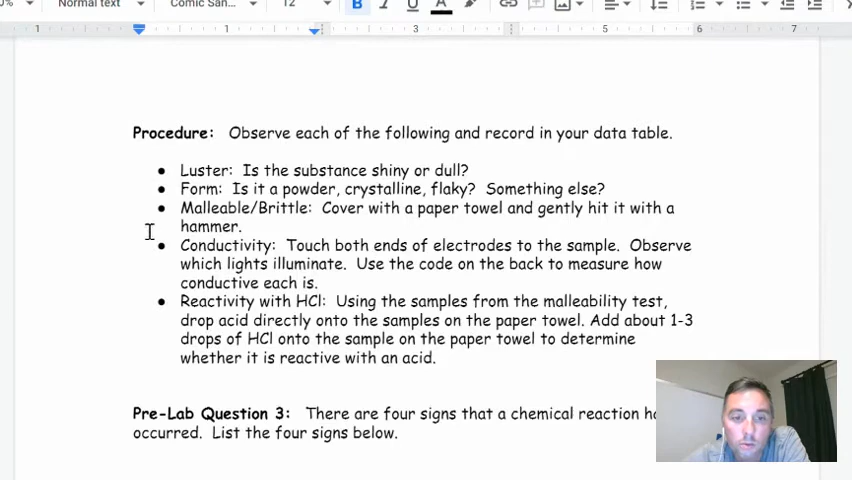 Normal text Comic San... 12 B I U A
1 1 3 5 6 7
Procedure: Observe each of the following and record in your data table.
● Luster: Is the substance shiny or dull?
● Form: Is it a powder, crystalline, flaky? Something else?
● Malleable/Brittle: Cover with a paper towel and gently hit it with a
hammer.
● Conductivity: Touch both ends of electrodes to the sample. Observe
which lights illuminate. Use the code on the back to measure how
conductive each is.
● Reactivity with HCl: Using the samples from the malleability test,
drop acid directly onto the samples on the paper towel. Add about 1-3
drops of HCl onto the sample on the paper towel to determine
whether it is reactive with an acid.
Pre-Lab Question 3: There are four signs that a chemical reaction
occurred. List the four signs below.